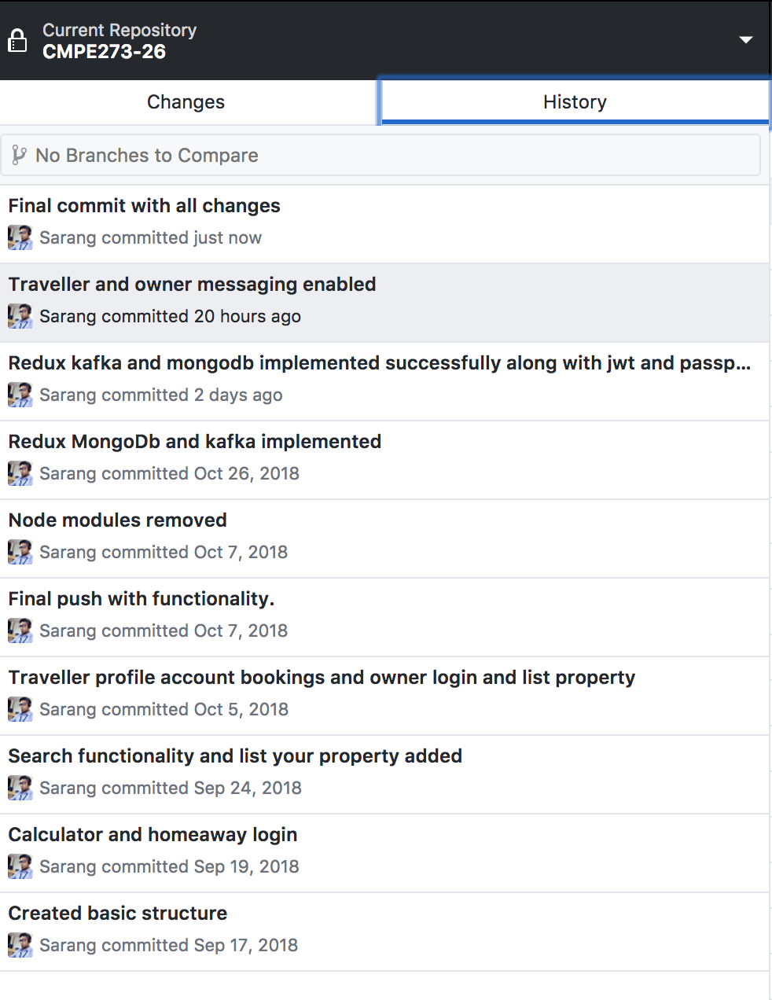 Current Repository
CMPE273-26
Changes
History
No Branches to Compare
Final commit with all changes
Sarang committed just now
Traveller and owner messaging enabled
Sarang committed 20 hours ago
Redux kafka and mongodb implemented successfully along with jwt and passp...
Sarang committed 2 days ago
Redux MongoDb and kafka implemented
Sarang committed Oct 26, 2018
Node modules removed
Sarang committed Oct 7, 2018
Final push with functionality.
Sarang committed Oct 7, 2018
Traveller profile account bookings and owner login and list property
Sarang committed Oct 5, 2018
Search functionality and list your property added
Sarang committed Sep 24, 2018
Calculator and homeaway login
Sarang committed Sep 19, 2018
Created basic structure
Sarang committed Sep 17, 2018